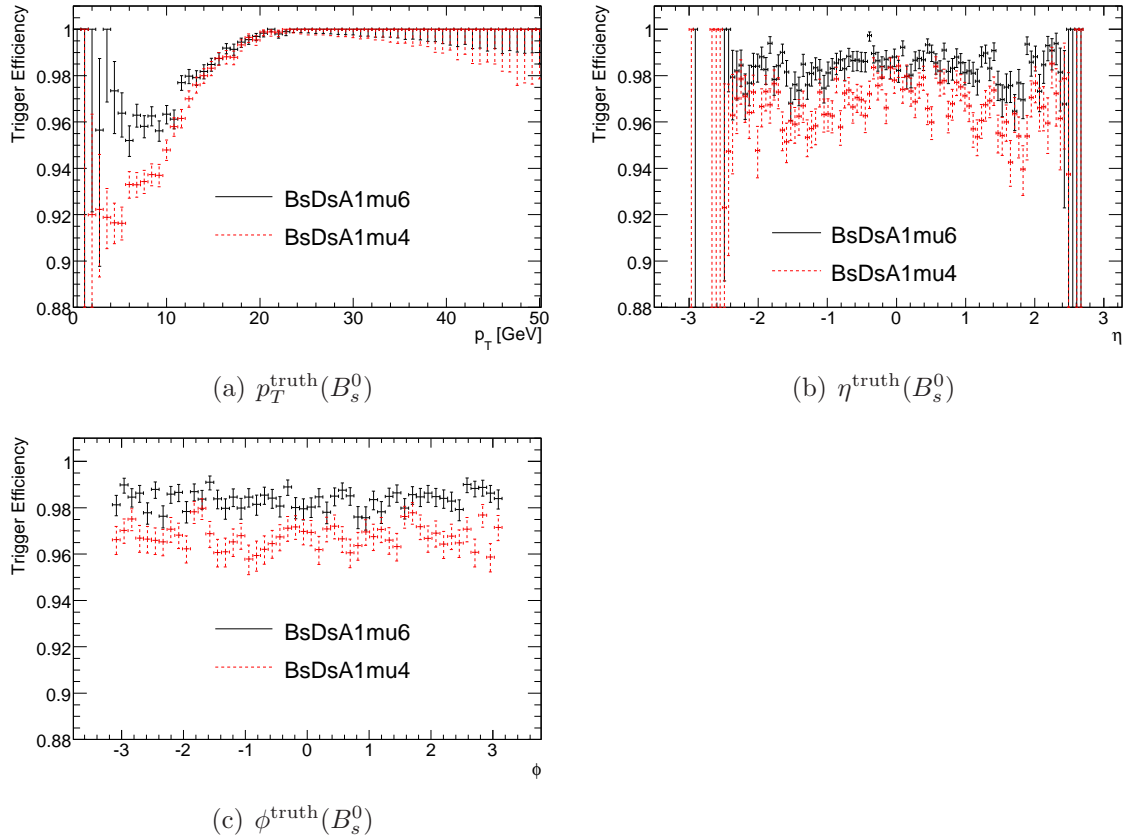 Trigger Efficiency
1
0.98
0.96
0.94
0.92
0.9
0.88
BsDsA1mu6
BsDsA1mu4
0 10 20 30 40 50
p_T [GeV]
(a) p_T^truth(B_s^0)
Trigger Efficiency
1
0.98
0.96
0.94
0.92
0.9
0.88
BsDsA1mu6
BsDsA1mu4
-3 -2 -1 0 1 2 3
η
(b) η^truth(B_s^0)
Trigger Efficiency
1
0.98
0.96
0.94
0.92
0.9
0.88
BsDsA1mu6
BsDsA1mu4
-3 -2 -1 0 1 2 3
ϕ
(c) ϕ^truth(B_s^0)